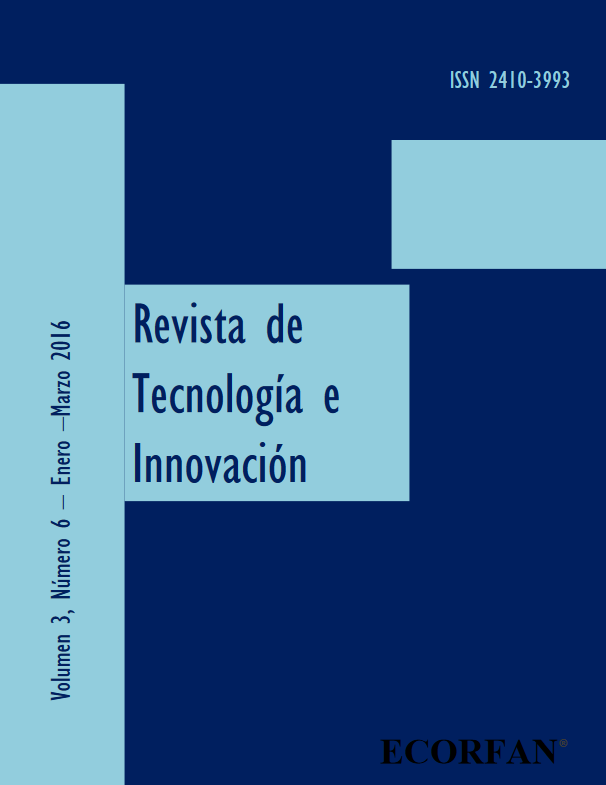 ISSN 2410-3993
Revista de
Tecnología e
Innovación
Volumen 3, Número 6 – Enero –Marzo 2016
ECORFAN®